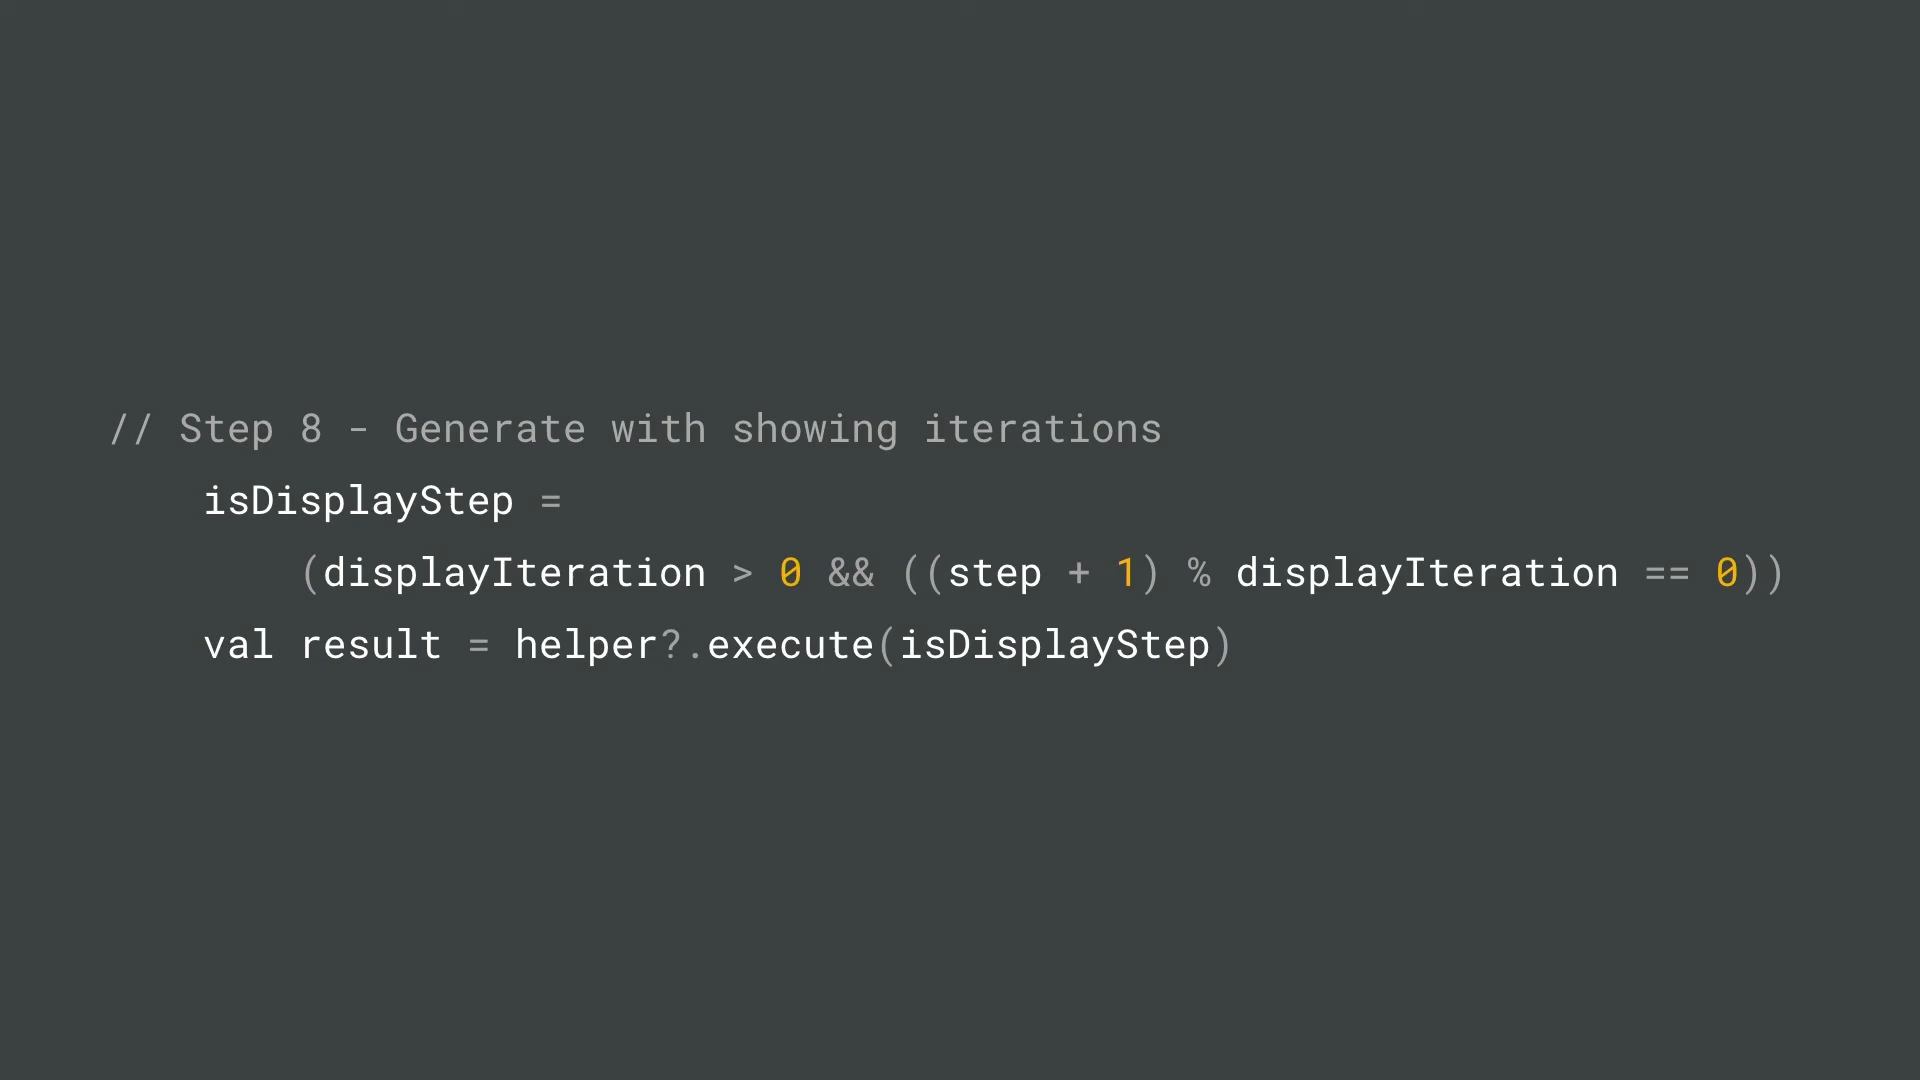 // Step 8 - Generate with showing iterations
isDisplayStep =
(displayIteration > 0 && ((step + 1) % displayIteration == 0))
val result = helper?.execute(isDisplayStep)